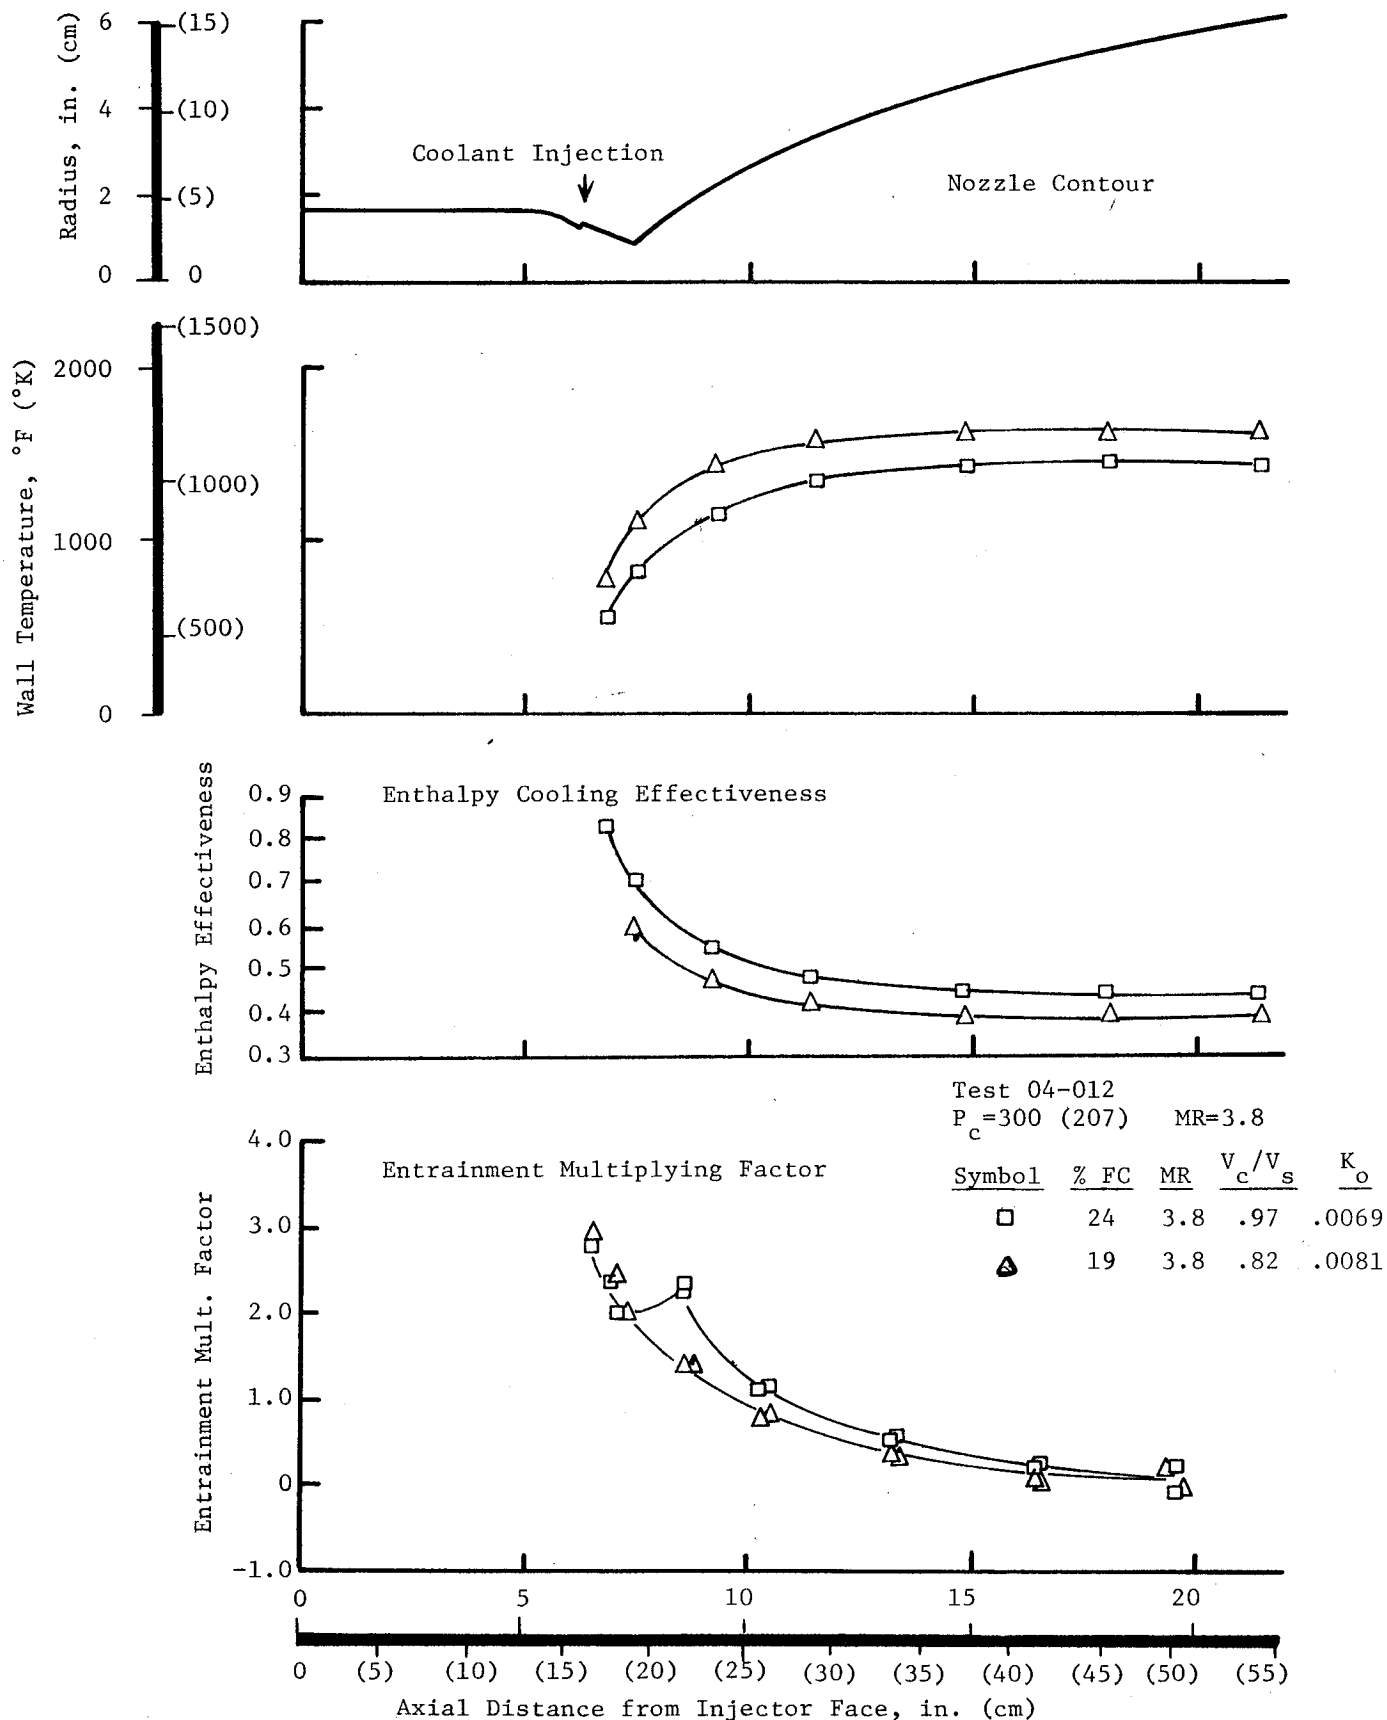 Radius, in. (cm)
6 (15)
4 (10)
2 (5)
0 0
Coolant Injection
Nozzle Contour
Wall Temperature, °F (°K)
(1500)
2000
(1000)
1000
(500)
0
Enthalpy Effectiveness
Enthalpy Cooling Effectiveness
0.9
0.8
0.7
0.6
0.5
0.4
0.3
Test 04-012
Pc=300 (207) MR=3.8
Symbol % FC MR Vc/Vs Ko
24 3.8 .97 .0069
19 3.8 .82 .0081
Entrainment Mult. Factor
Entrainment Multiplying Factor
4.0
3.0
2.0
1.0
0
-1.0
0 5 10 15 20
0 (5) (10) (15) (20) (25) (30) (35) (40) (45) (50) (55)
Axial Distance from Injector Face, in. (cm)